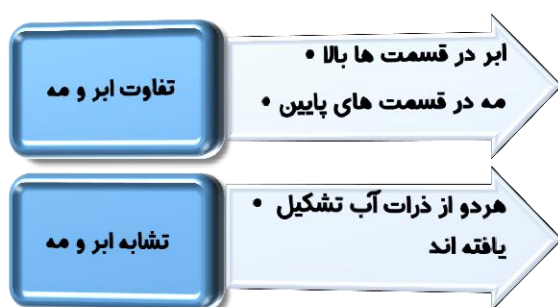 تفاوت ابر و مه
ابر در قسمت ها بالا •
مه در قسمت های پایین •
تشابه ابر و مه
هردو از ذرات آب تشکیل •
یافته اند